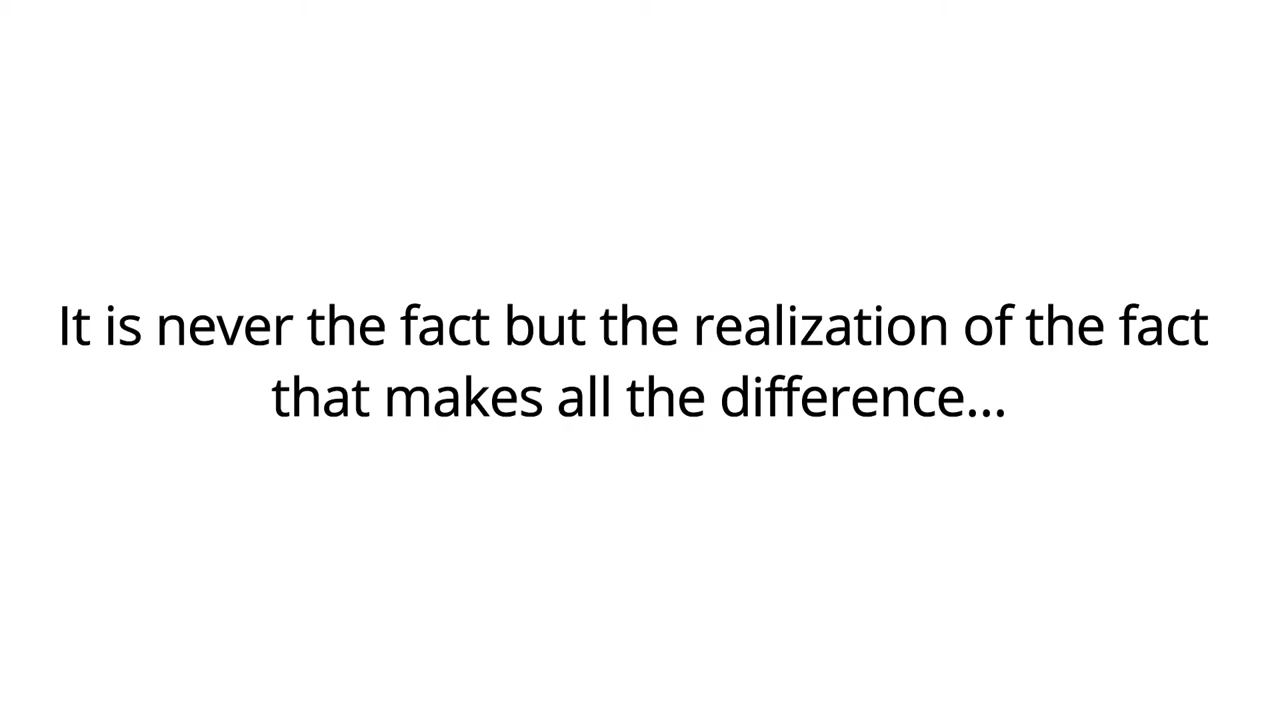 It is never the fact but the realization of the fact
that makes all the difference...